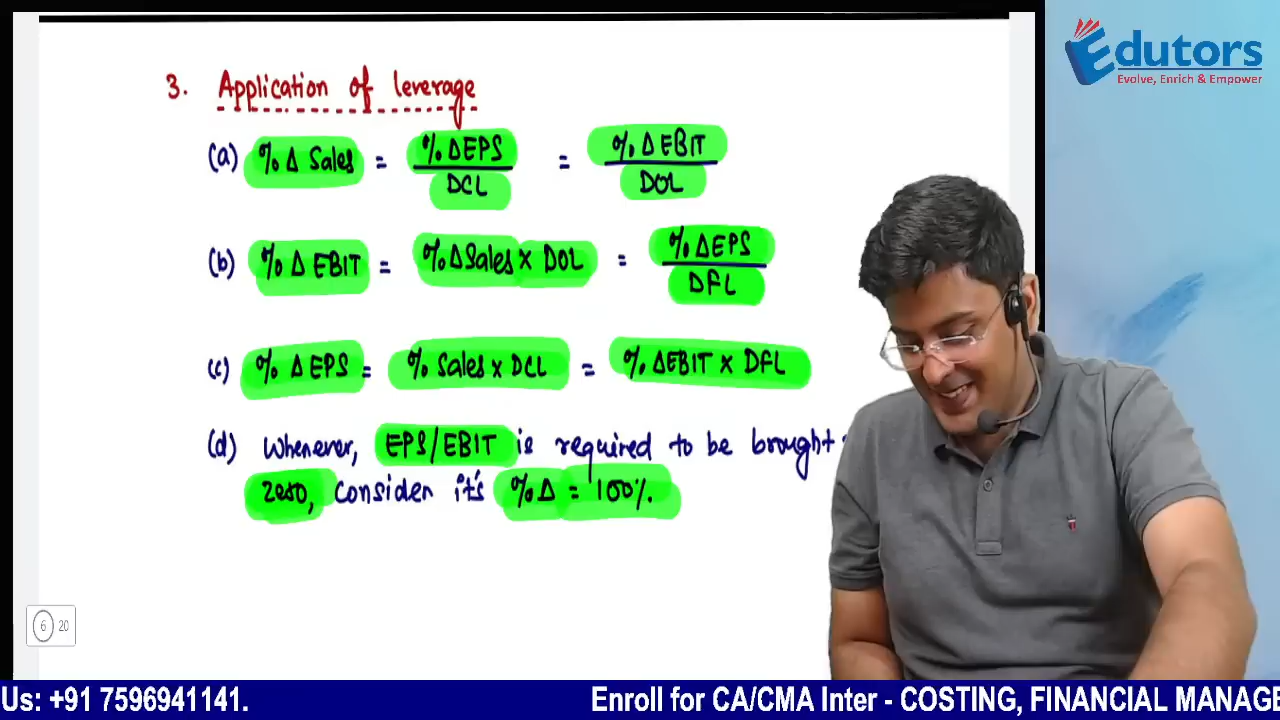 Edutors
Evolve, Enrich & Empower
3. Application of leverage
(a) % Δ Sales = % ΔEPS / DCL = % ΔEBIT / DOL
(b) % Δ EBIT = % ΔSales × DOL = % ΔEPS / DFL
(c) % Δ EPS = % Sales × DCL = % ΔEBIT × DFL
(d) Whenever, EPS/EBIT is required to be brought
zero, consider it's % Δ = 100%.
6 20
Us: +91 7596941141. Enroll for CA/CMA Inter - COSTING, FINANCIAL MANAGE